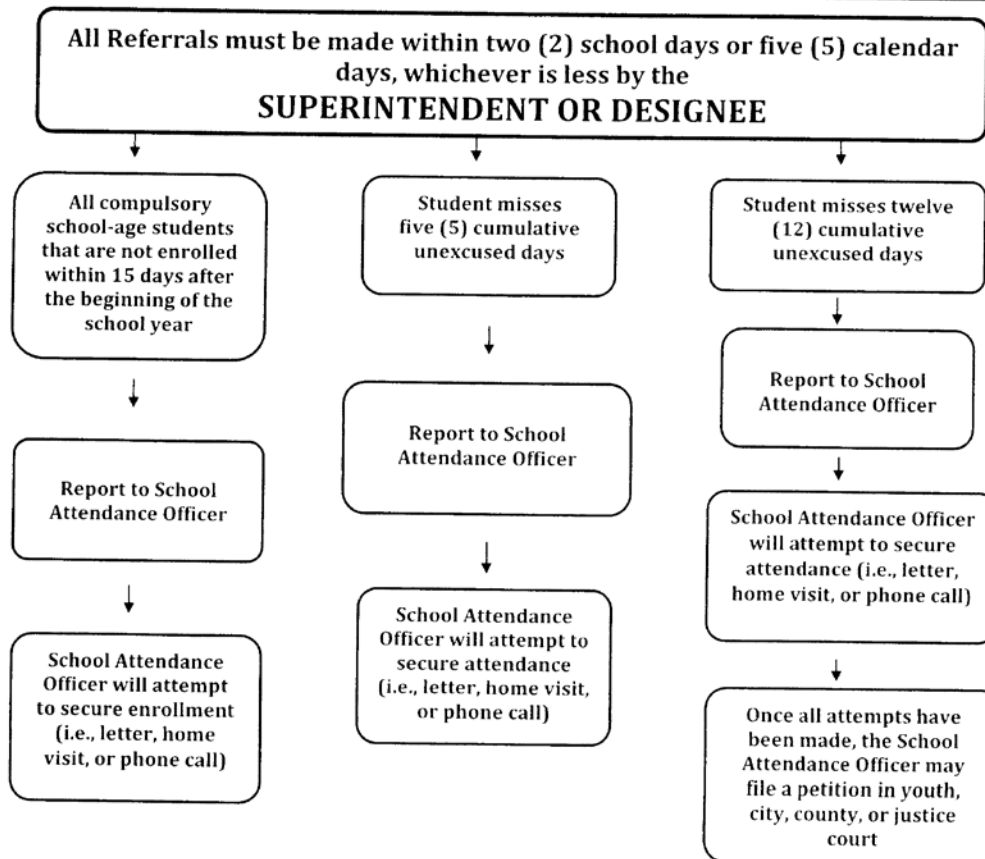 All Referrals must be made within two (2) school days or five (5) calendar
days, whichever is less by the
SUPERINTENDENT OR DESIGNEE
All compulsory
school-age students
that are not enrolled
within 15 days after
the beginning of the
school year
Report to School
Attendance Officer
School Attendance
Officer will attempt
to secure enrollment
(i.e., letter, home
visit, or phone call)
Student misses
five (5) cumulative
unexcused days
Report to School
Attendance Officer
School Attendance
Officer will attempt to
secure attendance
(i.e., letter, home visit,
or phone call)
Student misses twelve
(12) cumulative
unexcused days
Report to School
Attendance Officer
School Attendance Officer
will attempt to secure
attendance (i.e., letter,
home visit, or phone call)
Once all attempts have
been made, the School
Attendance Officer may
file a petition in youth,
city, county, or justice
court